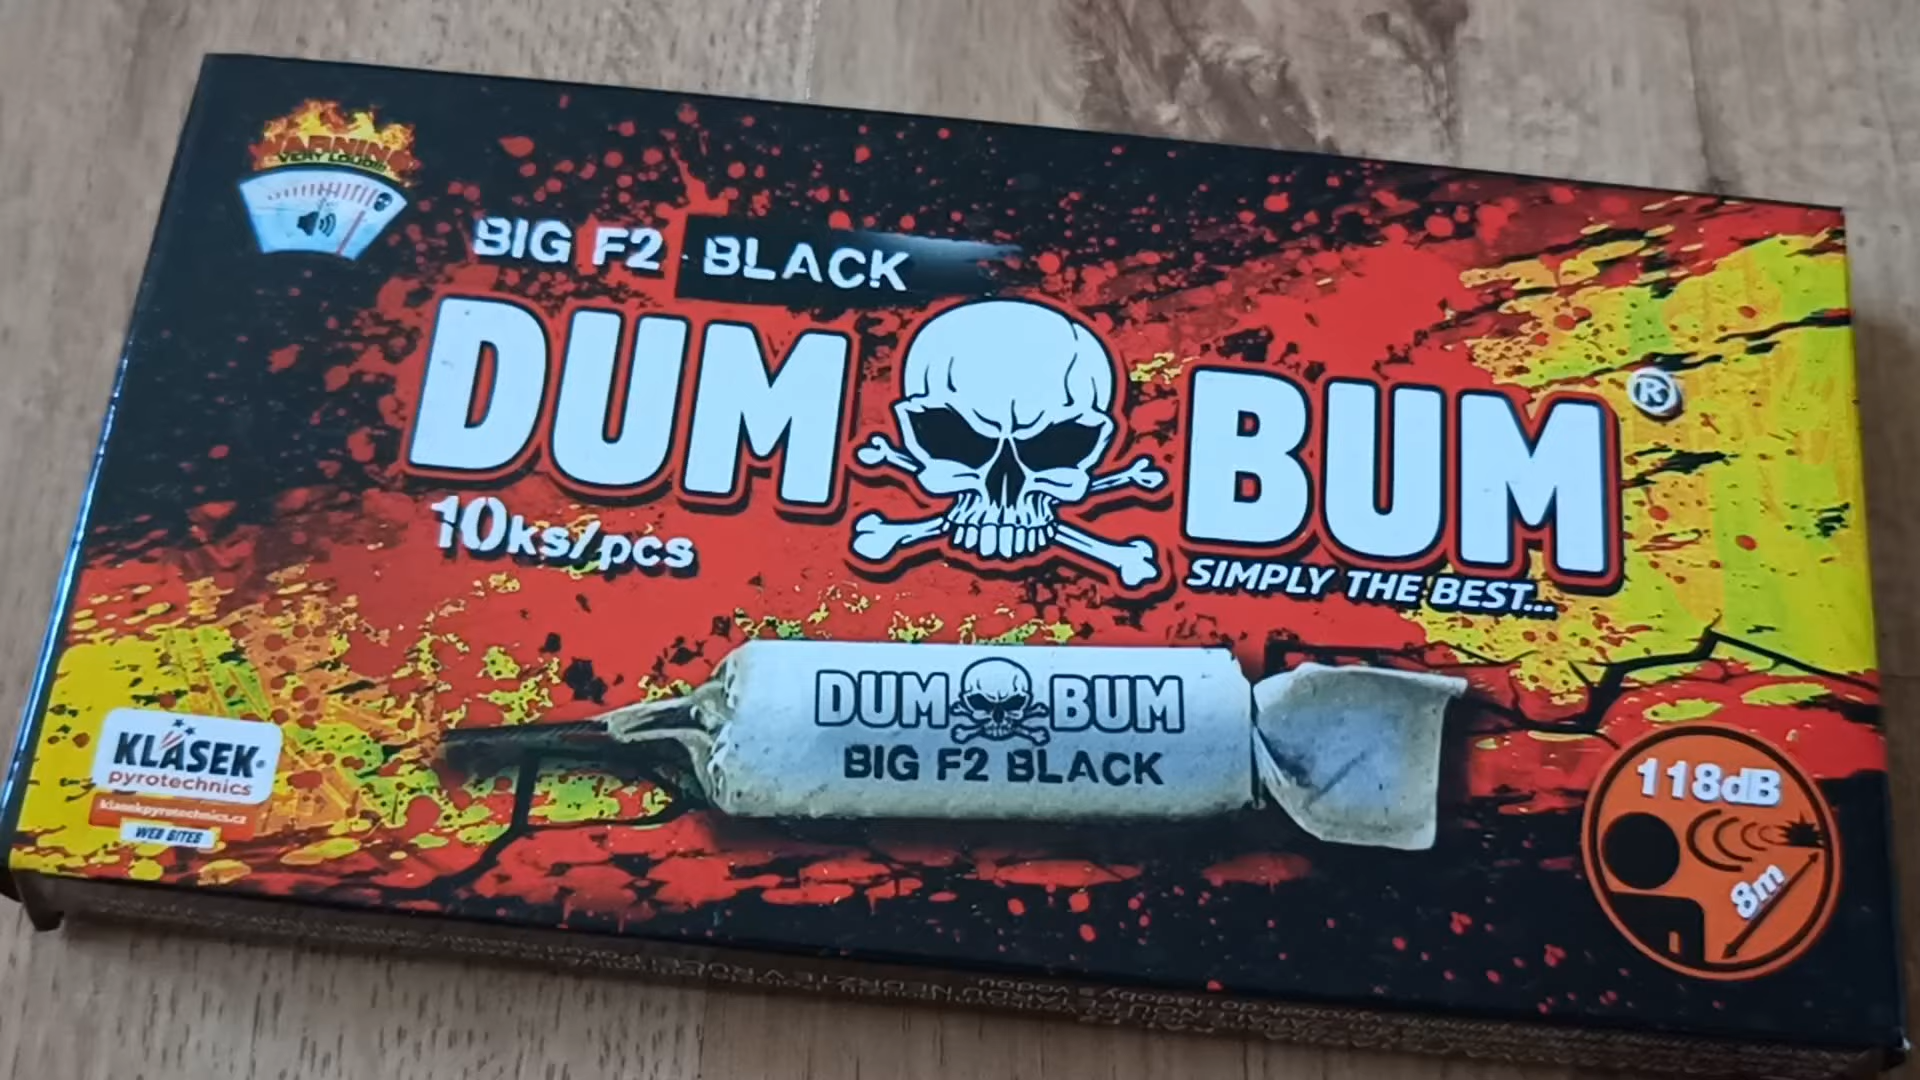 WARNING
VERY LOUD!!!
BIG F2 BLACK
DUM BUM ®
10ks/pcs
SIMPLY THE BEST...
DUM BUM
BIG F2 BLACK
KLÁSEK®
pyrotechnics
klasekpyrotechnics.cz
WEB SITES
118dB
8m